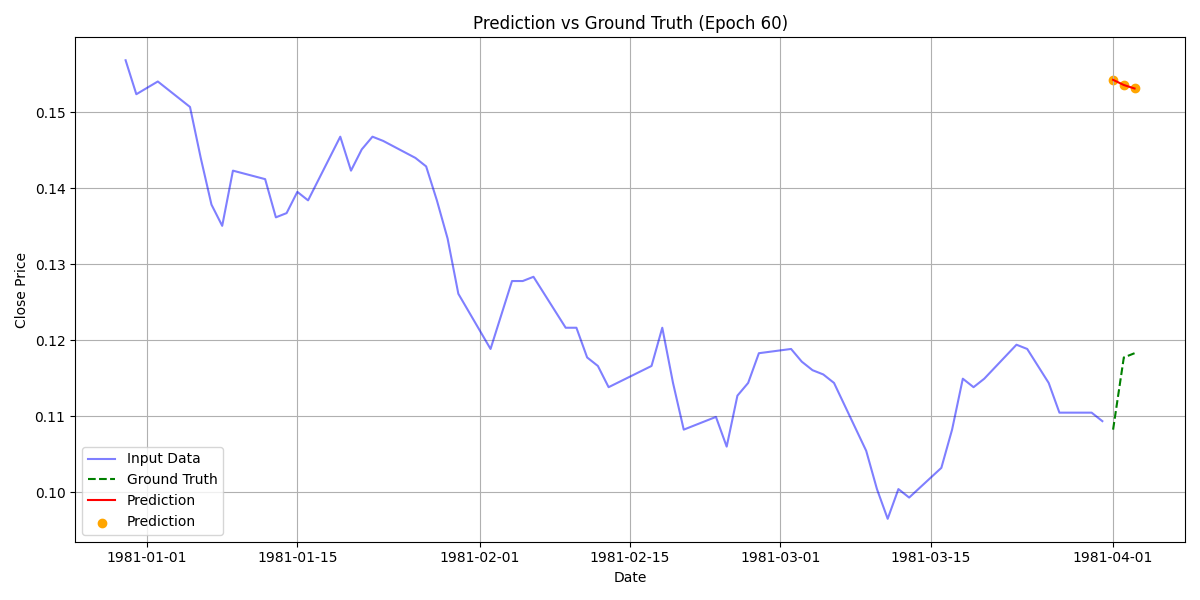 Prediction vs Ground Truth (Epoch 60)
Close Price
0.15
0.14
0.13
0.12
0.11
0.10
Input Data
Ground Truth
Prediction
Prediction
1981-01-01
1981-01-15
1981-02-01
1981-02-15
1981-03-01
1981-03-15
1981-04-01
Date